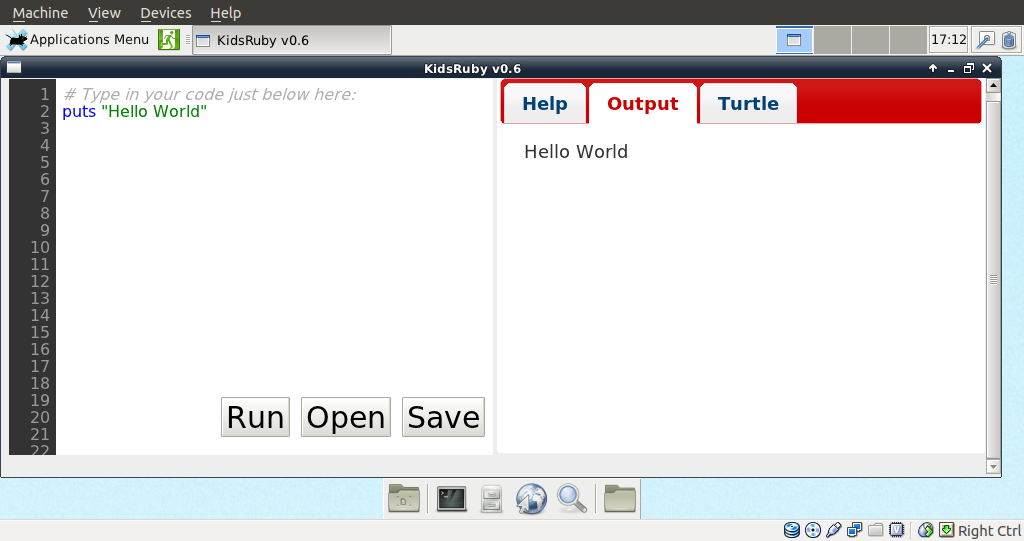 Machine View Devices Help
Applications Menu KidsRuby v0.6 17:12
KidsRuby v0.6
1 # Type in your code just below here:
2 puts "Hello World"
3
4
5
6
7
8
9
10
11
12
13
14
15
16
17
18
19
20
21
22
Run Open Save
Help Output Turtle
Hello World
Right Ctrl